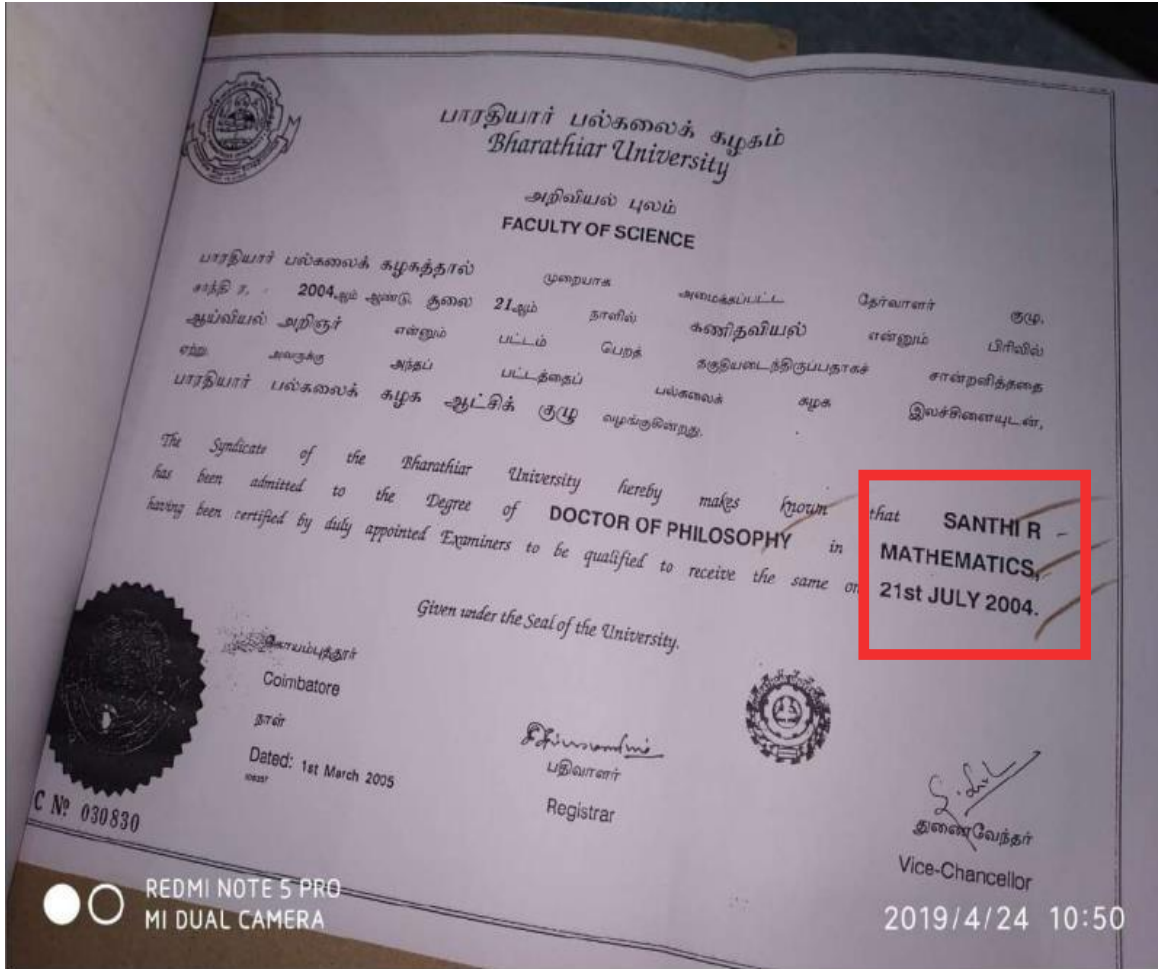 பாரதியார் பல்கலைக் கழகம்
Bharathiar University
அறிவியல் புலம்
FACULTY OF SCIENCE
பாரதியார் பல்கலைக் கழகத்தால் முறையாக அமைக்கப்பட்ட தேர்வாளர் குழு,
சாந்தி ர, 2004ஆம் ஆண்டு, சூலை 21ஆம் நாளில் கணிதவியல் என்னும் பிரிவில்
ஆய்வியல் அறிஞர் என்னும் பட்டம் பெறத் தகுதியடைந்திருப்பதாகச் சான்றளித்ததை
ஏற்று அவருக்கு அந்தப் பட்டத்தைப் பல்கலைக் கழக இலச்சினையுடன்,
பாரதியார் பல்கலைக் கழக ஆட்சிக் குழு வழங்குகின்றது.
The Syndicate of the Bharathiar University hereby makes known that SANTHI R
has been admitted to the Degree of DOCTOR OF PHILOSOPHY in MATHEMATICS,
having been certified by duly appointed Examiners to be qualified to receive the same on 21st JULY 2004.
Given under the Seal of the University.
கோயம்புத்தூர்
Coimbatore
நாள்
Dated: 1st March 2005
பதிவாளர்
Registrar
துணைவேந்தர்
Vice-Chancellor
C Nº 030830
REDMI NOTE 5 PRO
MI DUAL CAMERA
2019/4/24 10:50